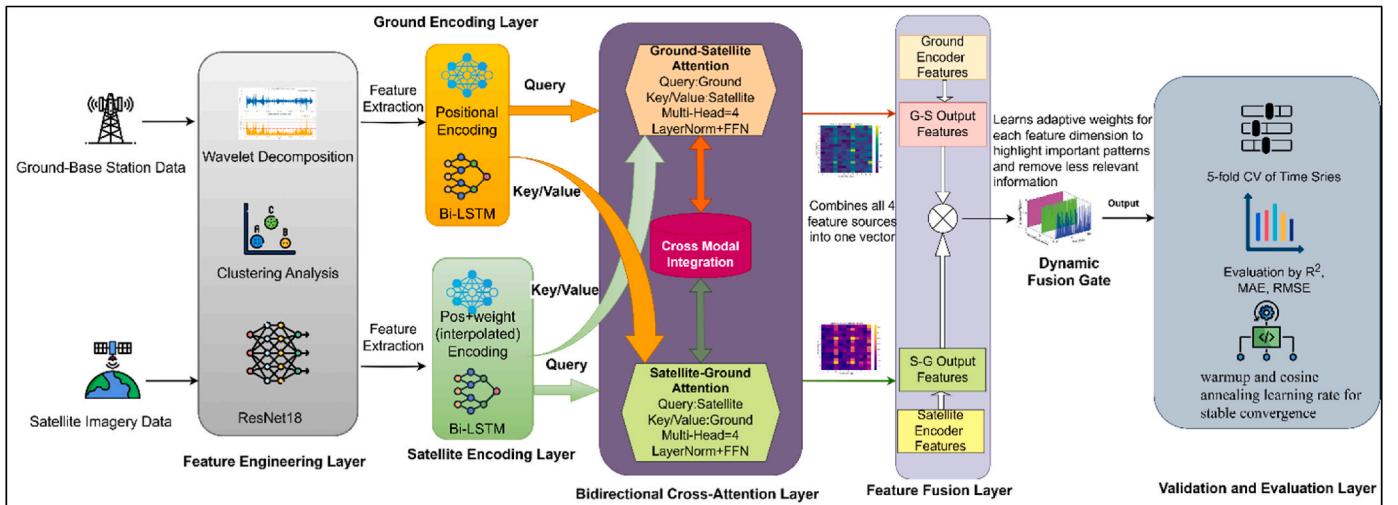 Ground-Base Station Data
Satellite Imagery Data
Wavelet Decomposition
C
A
B
Clustering Analysis
ResNet18
Feature Engineering Layer
Feature
Extraction
Feature
Extraction
Ground Encoding Layer
Positional
Encoding
Bi-LSTM
Pos+weight
(interpolated)
Encoding
Bi-LSTM
Satellite Encoding Layer
Query
Key/Value
Key/Value
Query
Ground-Satellite
Attention
Query:Ground
Key/Value:Satellite
Multi-Head=4
LayerNorm+FFN
Cross Modal
Integration
Satellite-Ground
Attention
Query:Satellite
Key/Value:Ground
Multi-Head=4
LayerNorm+FFN
Bidirectional Cross-Attention Layer
Combines all 4
feature sources
into one vector
Ground
Encoder
Features
G-S Output
Features
S-G Output
Features
Satellite
Encoder
Features
Feature Fusion Layer
Learns adaptive weights for
each feature dimension to
highlight important patterns
and remove less relevant
information
Dynamic
Fusion Gate
Output
5-fold CV of Time Sries
Evaluation by R²,
MAE, RMSE
</>
warmup and cosine
annealing learning rate for
stable convergence
Validation and Evaluation Layer